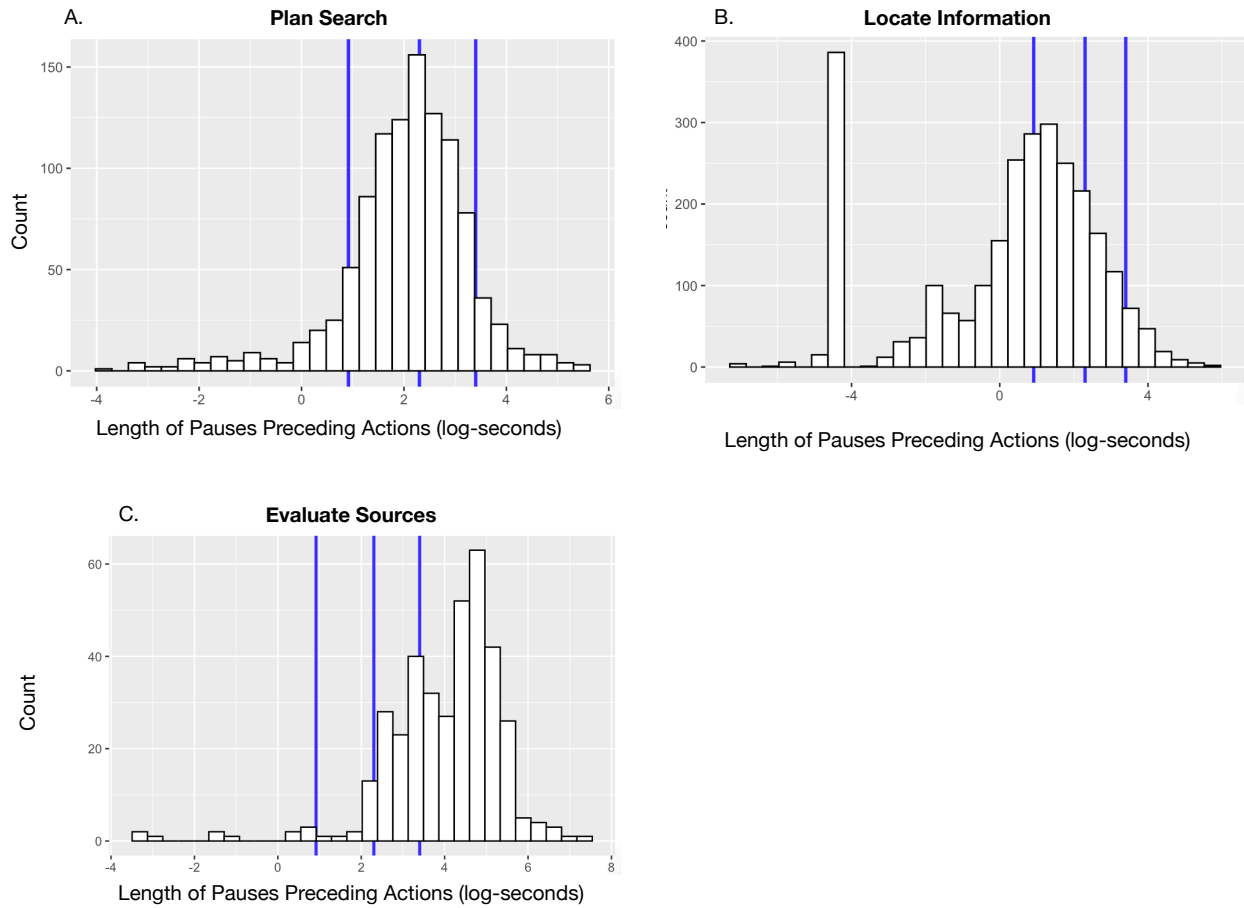 A.
Plan Search
150
100
50
0
Count
-4
-2
0
2
4
6
Length of Pauses Preceding Actions (log-seconds)
B.
Locate Information
400
300
200
100
0
-4
0
4
Length of Pauses Preceding Actions (log-seconds)
C.
Evaluate Sources
60
40
20
0
Count
-4
-2
0
2
4
6
8
Length of Pauses Preceding Actions (log-seconds)